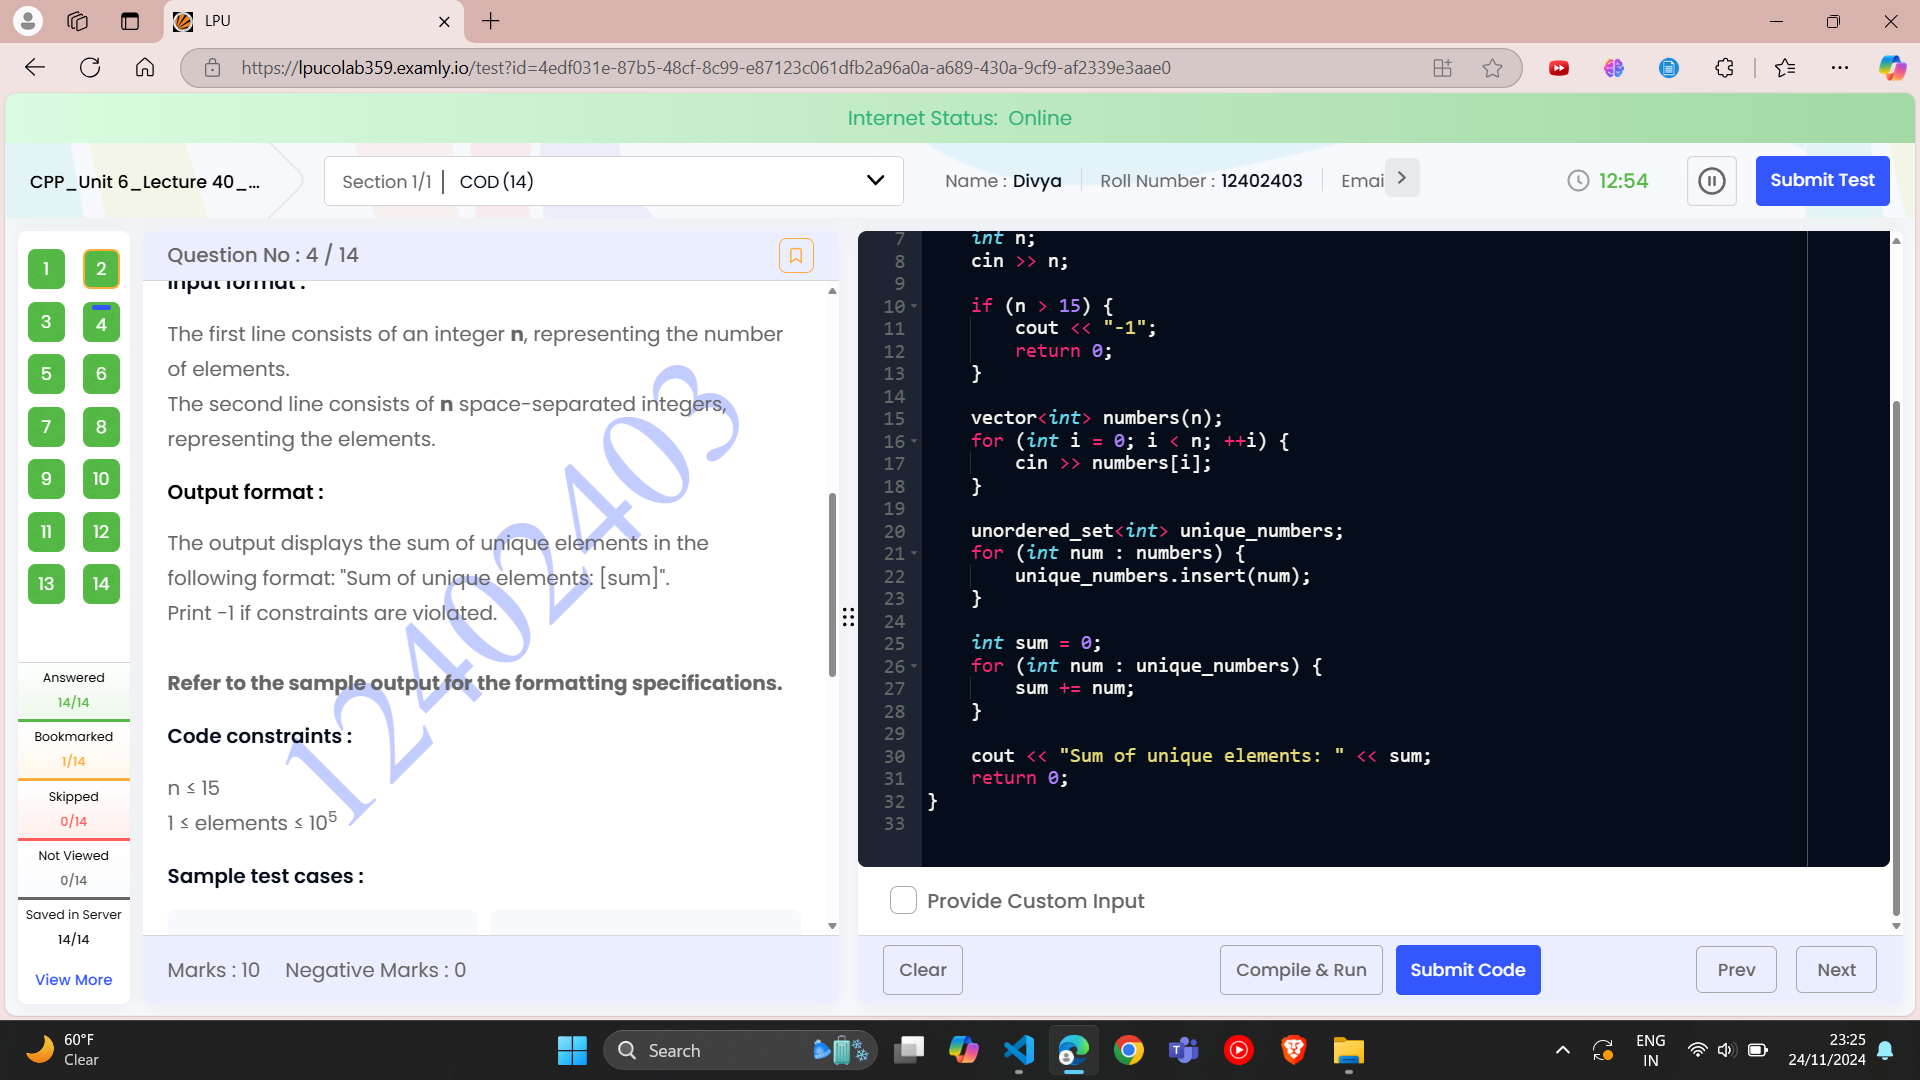 LPU
https://lpucolab359.examly.io/test?id=4edf031e-87b5-48cf-8c99-e87123c061dfb2a96a0a-a689-430a-9cf9-af2339e3aae0
Internet Status: Online
CPP_Unit 6_Lecture 40_...
Section 1/1 | COD (14)
Name : Divya
Roll Number : 12402403
Emai
12:54
Submit Test
1 2
3 4
5 6
7 8
9 10
11 12
13 14
Answered
14/14
Bookmarked
1/14
Skipped
0/14
Not Viewed
0/14
Saved in Server
14/14
View More
Question No : 4 / 14
Input format :
The first line consists of an integer n, representing the number
of elements.
The second line consists of n space-separated integers,
representing the elements.
Output format :
The output displays the sum of unique elements in the
following format: "Sum of unique elements: [sum]".
Print -1 if constraints are violated.
Refer to the sample output for the formatting specifications.
Code constraints :
n ≤ 15
1 ≤ elements ≤ 10⁵
Sample test cases :
12402403
Marks : 10 Negative Marks : 0
7 int n;
8 cin >> n;
9
10 if (n > 15) {
11 cout << "-1";
12 return 0;
13 }
14
15 vector<int> numbers(n);
16 for (int i = 0; i < n; ++i) {
17 cin >> numbers[i];
18 }
19
20 unordered_set<int> unique_numbers;
21 for (int num : numbers) {
22 unique_numbers.insert(num);
23 }
24
25 int sum = 0;
26 for (int num : unique_numbers) {
27 sum += num;
28 }
29
30 cout << "Sum of unique elements: " << sum;
31 return 0;
32 }
33
Provide Custom Input
Clear
Compile & Run
Submit Code
Prev
Next
60°F
Clear
Search
ENG
IN
23:25
24/11/2024